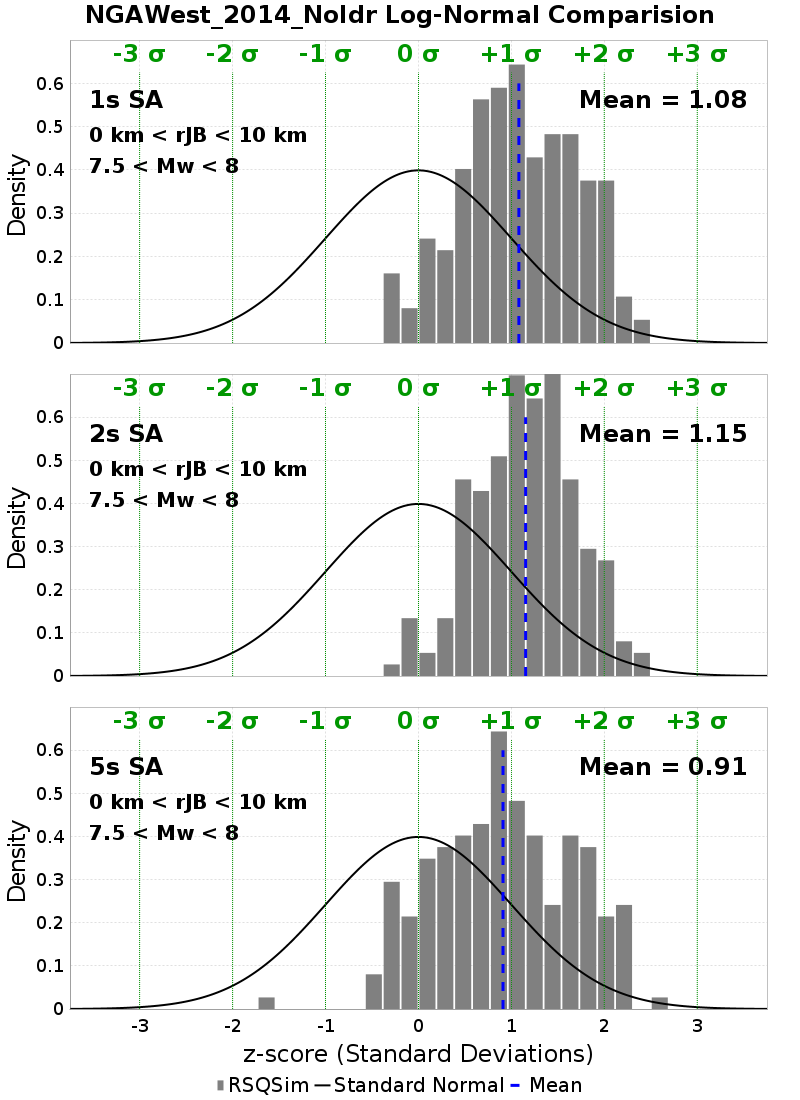 NGAWest_2014_NoIdr Log-Normal Comparision
-3 σ -2 σ -1 σ 0 σ +1 σ +2 σ +3 σ
1s SA Mean = 1.08
0 km < rJB < 10 km
7.5 < Mw < 8
Density
0.6
0.5
0.4
0.3
0.2
0.1
0
-3 σ -2 σ -1 σ 0 σ +1 σ +2 σ +3 σ
2s SA Mean = 1.15
0 km < rJB < 10 km
7.5 < Mw < 8
Density
0.6
0.5
0.4
0.3
0.2
0.1
0
-3 σ -2 σ -1 σ 0 σ +1 σ +2 σ +3 σ
5s SA Mean = 0.91
0 km < rJB < 10 km
7.5 < Mw < 8
Density
0.6
0.5
0.4
0.3
0.2
0.1
0
-3 -2 -1 0 1 2 3
z-score (Standard Deviations)
RSQSim Standard Normal Mean